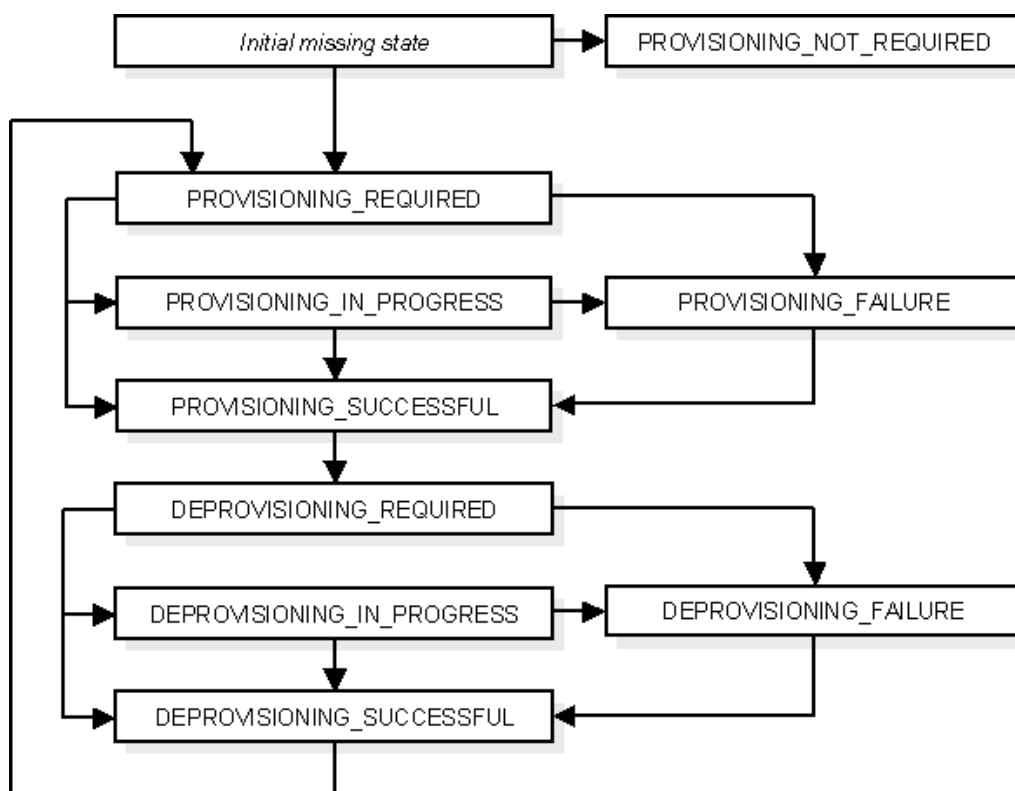 Initial missing state
PROVISIONING_NOT_REQUIRED
PROVISIONING_REQUIRED
PROVISIONING_IN_PROGRESS
PROVISIONING_FAILURE
PROVISIONING_SUCCESSFUL
DEPROVISIONING_REQUIRED
DEPROVISIONING_IN_PROGRESS
DEPROVISIONING_FAILURE
DEPROVISIONING_SUCCESSFUL